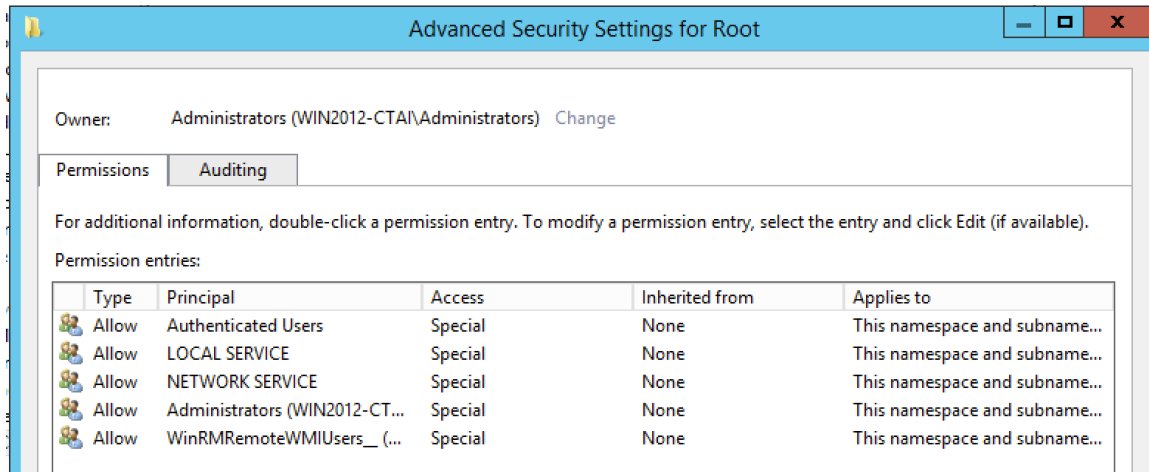 Advanced Security Settings for Root
Owner: Administrators (WIN2012-CTAI\Administrators) Change
Permissions Auditing
For additional information, double-click a permission entry. To modify a permission entry, select the entry and click Edit (if available).
Permission entries:
Type Principal Access Inherited from Applies to
Allow Authenticated Users Special None This namespace and subname...
Allow LOCAL SERVICE Special None This namespace and subname...
Allow NETWORK SERVICE Special None This namespace and subname...
Allow Administrators (WIN2012-CT... Special None This namespace and subname...
Allow WinRMRemoteWMIUsers__ (... Special None This namespace and subname...